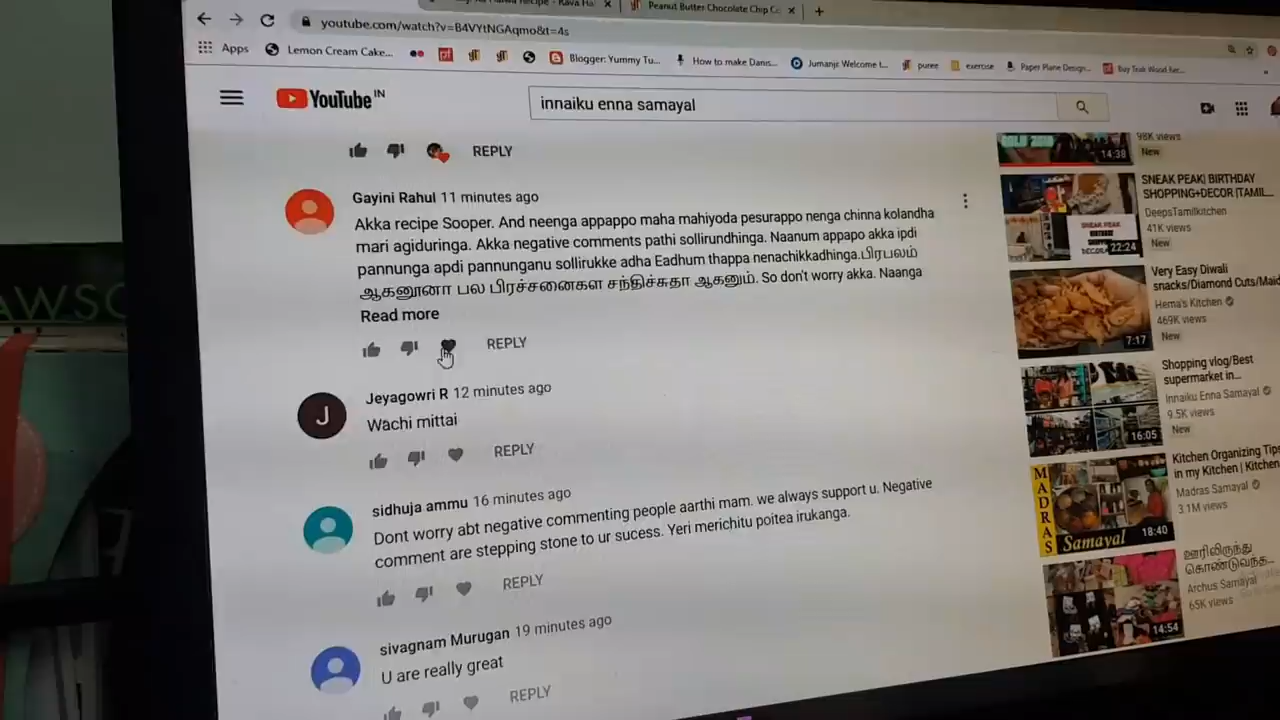 Peanut Butter Chocolate Chip Co
youtube.com/watch?v=B4VYtNGAqmo&t=4s
Apps
Lemon Cream Cake...
Blogger: Yummy Tu...
How to make Danis...
Jumanji: Welcome t...
puree
exercise
Paper Plane Design...
Buy Teak Wood Ser...
YouTube IN
innaiku enna samayal
REPLY
Gayini Rahul 11 minutes ago
Akka recipe Sooper. And neenga appappo maha mahiyoda pesurappo nenga chinna kolandha
mari agiduringa. Akka negative comments pathi sollirundhinga. Naanum appapo akka ipdi
pannunga apdi pannunganu sollirukke adha Eadhum thappa nenachikkadhinga.பிரபலம்
ஆகனூனா பல பிரச்சனைகள சந்திச்சுதா ஆகனும். So don't worry akka. Naanga
Read more
REPLY
J
Jeyagowri R 12 minutes ago
Wachi mittai
REPLY
sidhuja ammu 16 minutes ago
Dont worry abt negative commenting people aarthi mam. we always support u. Negative
comment are stepping stone to ur sucess. Yeri merichitu poitea irukanga.
REPLY
sivagnam Murugan 19 minutes ago
U are really great
REPLY
98K views
New
14:38
SNEAK PEAK| BIRTHDAY
SHOPPING+DECOR |TAMIL...
DeepsTamilkitchen
41K views
New
SNEAK
PEAK
22:24
Very Easy Diwali
snacks/Diamond Cuts/Maid
Hema's Kitchen
469K views
New
7:17
Shopping vlog/Best
supermarket in...
Innaiku Enna Samayal
9.5K views
New
16:05
Kitchen Organizing Tips
in my Kitchen | Kitchen
Madras Samayal
3.1M views
MADRAS
Samayal
18:40
ஊரிலிருந்து
கொண்டுவந்த...
Archus Samayal
65K views
14:54